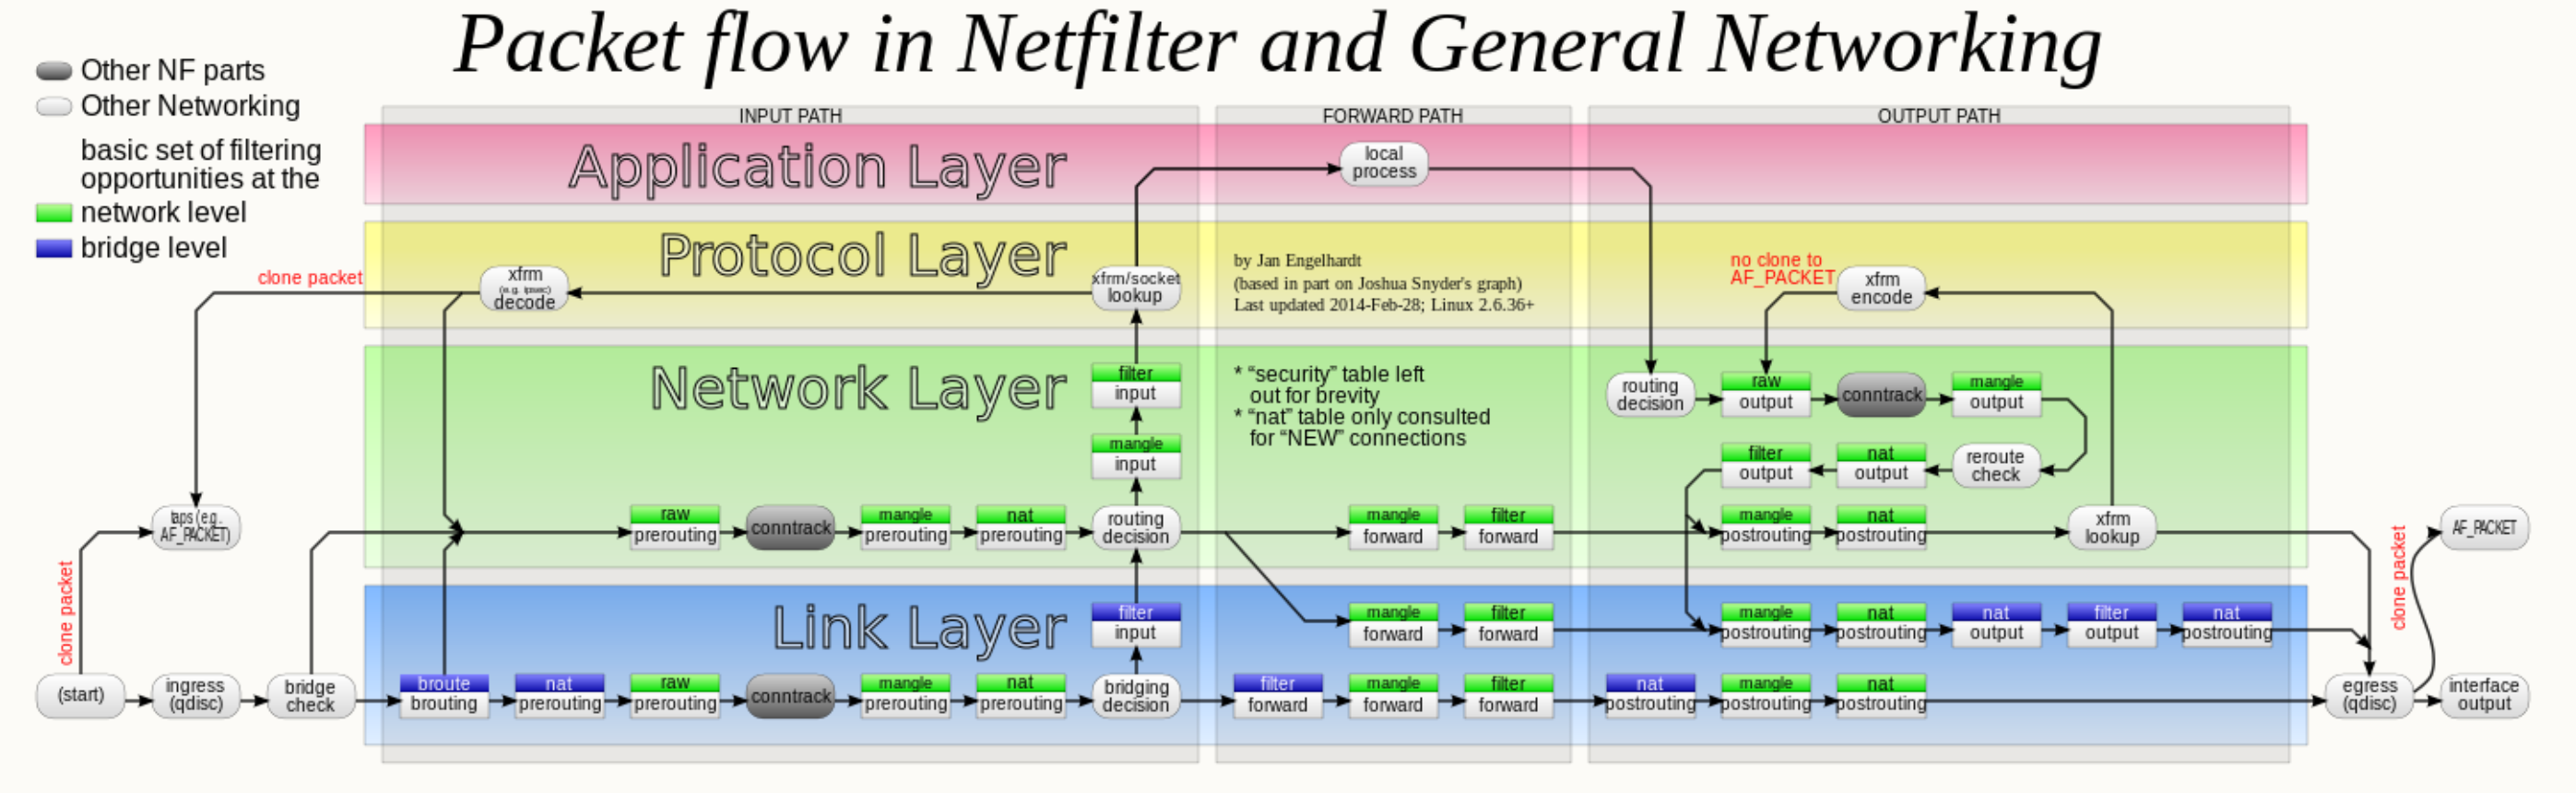 Packet flow in Netfilter and General Networking
Other NF parts
Other Networking
basic set of filtering
opportunities at the
network level
bridge level
INPUT PATH
FORWARD PATH
OUTPUT PATH
Application Layer
local
process
Protocol Layer
clone packet
xfrm
(e.g. ipsec)
decode
xfrm/socket
lookup
by Jan Engelhardt
(based in part on Joshua Snyder's graph)
Last updated 2014-Feb-28; Linux 2.6.36+
no clone to
AF_PACKET
xfrm
encode
Network Layer
filter
input
mangle
input
* “security” table left
out for brevity
* “nat” table only consulted
for “NEW” connections
routing
decision
raw
output
conntrack
mangle
output
filter
output
nat
output
reroute
check
taps (e.g.
AF_PACKET)
raw
prerouting
conntrack
mangle
prerouting
nat
prerouting
routing
decision
mangle
forward
filter
forward
mangle
postrouting
nat
postrouting
xfrm
lookup
clone packet
AF_PACKET
clone packet
Link Layer
filter
input
mangle
forward
filter
forward
mangle
postrouting
nat
postrouting
nat
output
filter
output
nat
postrouting
(start)
ingress
(qdisc)
bridge
check
broute
brouting
nat
prerouting
raw
prerouting
conntrack
mangle
prerouting
nat
prerouting
bridging
decision
filter
forward
mangle
forward
filter
forward
nat
postrouting
mangle
postrouting
nat
postrouting
egress
(qdisc)
interface
output